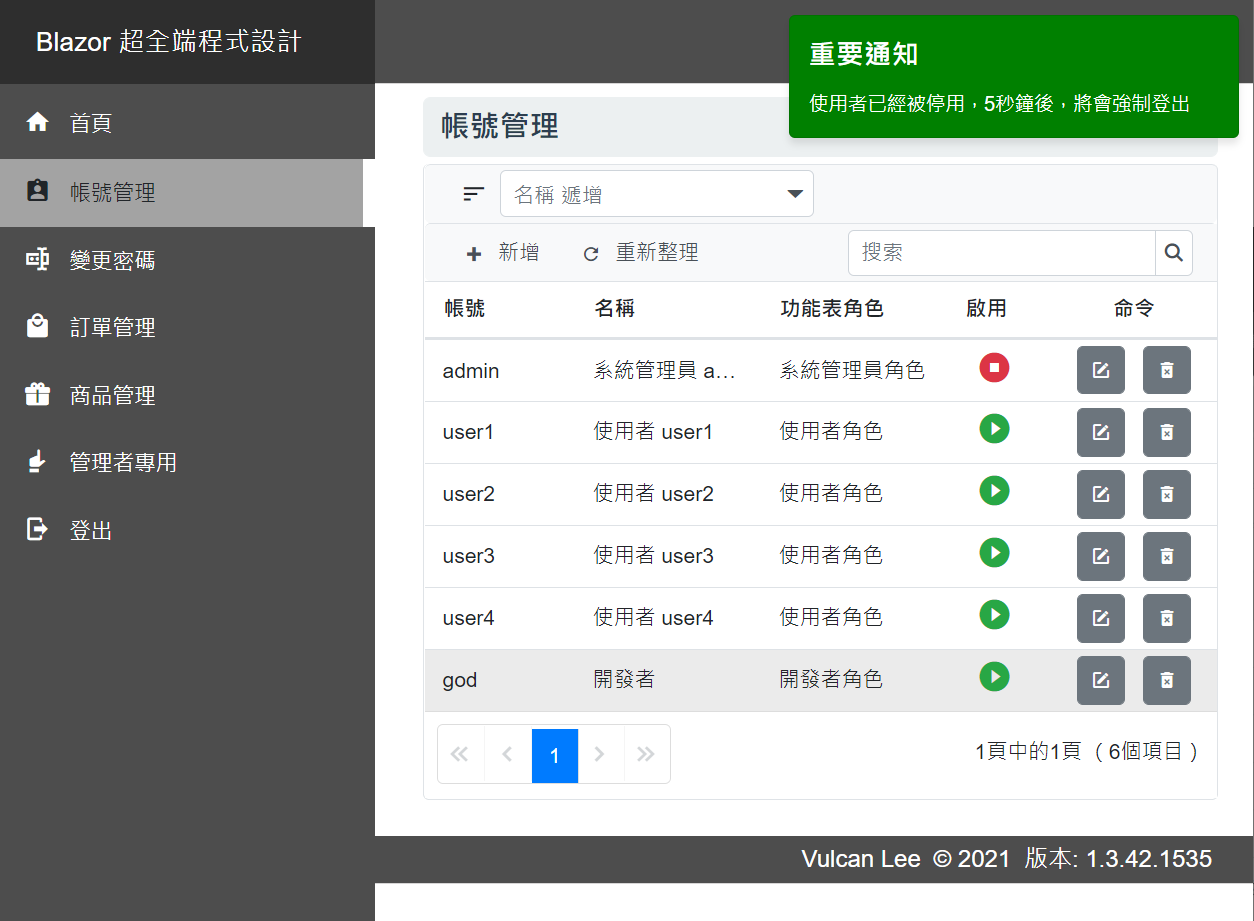 Blazor 超全端程式設計
重要通知
使用者已經被停用，5秒鐘後，將會強制登出
首頁
帳號管理
變更密碼
訂單管理
商品管理
管理者專用
登出
帳號管理
名稱 遞增
新增 重新整理 搜索
帳號 名稱 功能表角色 啟用 命令
admin 系統管理員 a... 系統管理員角色
user1 使用者 user1 使用者角色
user2 使用者 user2 使用者角色
user3 使用者 user3 使用者角色
user4 使用者 user4 使用者角色
god 開發者 開發者角色
1 1頁中的1頁 （6個項目）
Vulcan Lee © 2021 版本: 1.3.42.1535